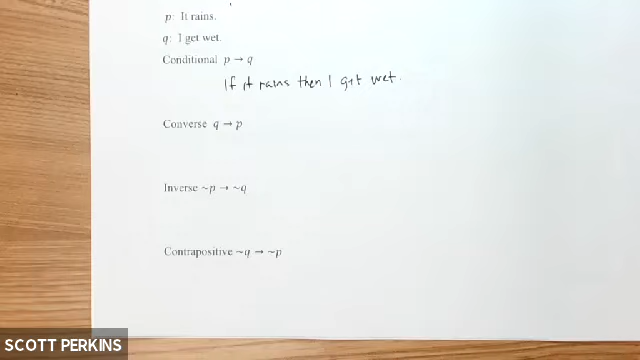 p: It rains.
q: I get wet.
Conditional p → q
If it rains then I get wet.
Converse q → p
Inverse ~p → ~q
Contrapositive ~q → ~p
SCOTT PERKINS